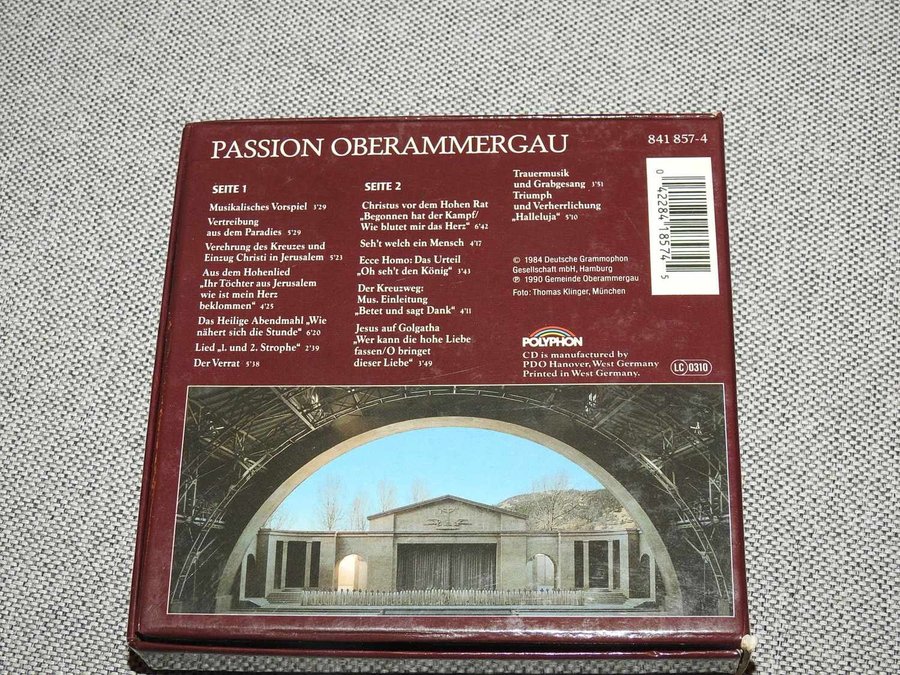 PASSION OBERAMMERGAU
841 857-4
SEITE 1
Musikalisches Vorspiel 3'29
Vertreibung
aus dem Paradies 5'29
Verehrung des Kreuzes und
Einzug Christi in Jerusalem 5'23
Aus dem Hohenlied
„Ihr Töchter aus Jerusalem
wie ist mein Herz
beklommen“ 4'25
Das Heilige Abendmahl „Wie
nähert sich die Stunde“ 6'20
Lied „1. und 2. Strophe“ 2'39
Der Verrat 5'38
SEITE 2
Christus vor dem Hohen Rat
„Begonnen hat der Kampf/
Wie blutet mir das Herz“ 6'42
Seh't welch ein Mensch 4'17
Ecce Homo: Das Urteil
„Oh seh't den König“ 3'43
Der Kreuzweg:
Mus. Einleitung
„Betet und sagt Dank“ 4'11
Jesus auf Golgatha
„Wer kann die hohe Liebe
fassen/O bringet
dieser Liebe“ 3'49
Trauermusik
und Grabgesang 3'51
Triumph
und Verherrlichung
„Halleluja“ 5'10
© 1984 Deutsche Grammophon
Gesellschaft mbH, Hamburg
℗ 1990 Gemeinde Oberammergau
Foto: Thomas Klinger, München
POLYPHON
CD is manufactured by
PDO Hanover, West Germany
Printed in West Germany.
LC 0310
0 42284 18574 5